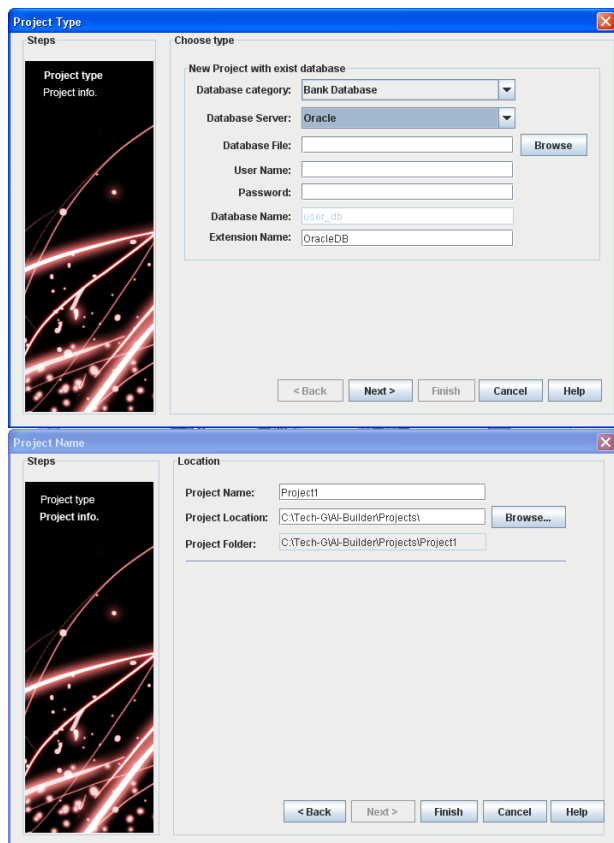 Project Type
Steps
Choose type
Project type
Project info.
New Project with exist database
Database category: Bank Database
Database Server: Oracle
Database File: Browse
User Name:
Password:
Database Name: user_db
Extension Name: OracleDB
< Back Next > Finish Cancel Help
Project Name
Steps
Location
Project type
Project info.
Project Name: Project1
Project Location: C:\Tech-G\AI-Builder\Projects\ Browse...
Project Folder: C:\Tech-G\AI-Builder\Projects\Project1
< Back Next > Finish Cancel Help